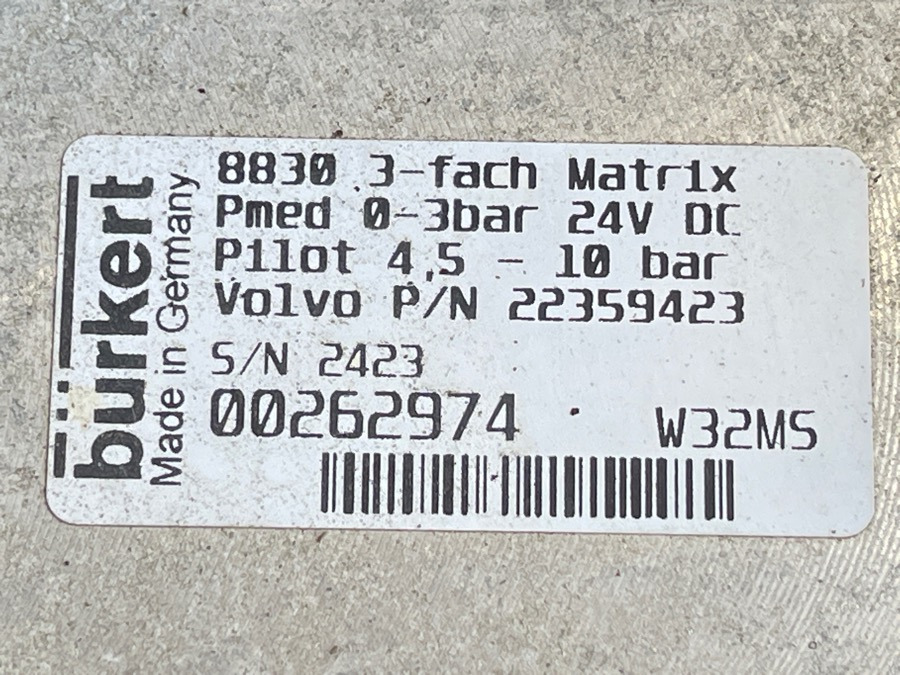 bürkert
Made in Germany
8830 3-fach Matrix
Pmed 0-3bar 24V DC
Pilot 4,5 - 10 bar
Volvo P/N 22359423
S/N 2423
00262974 W32MS